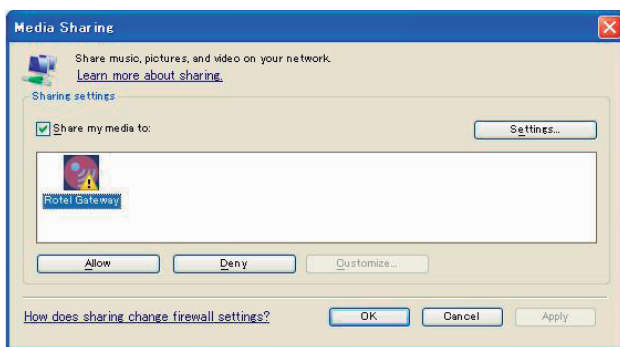 Media Sharing
Share music, pictures, and video on your network.
Learn more about sharing.
Sharing settings
Share my media to:
Settings...
Rotel Gateway
Allow
Deny
Customize...
How does sharing change firewall settings?
OK
Cancel
Apply